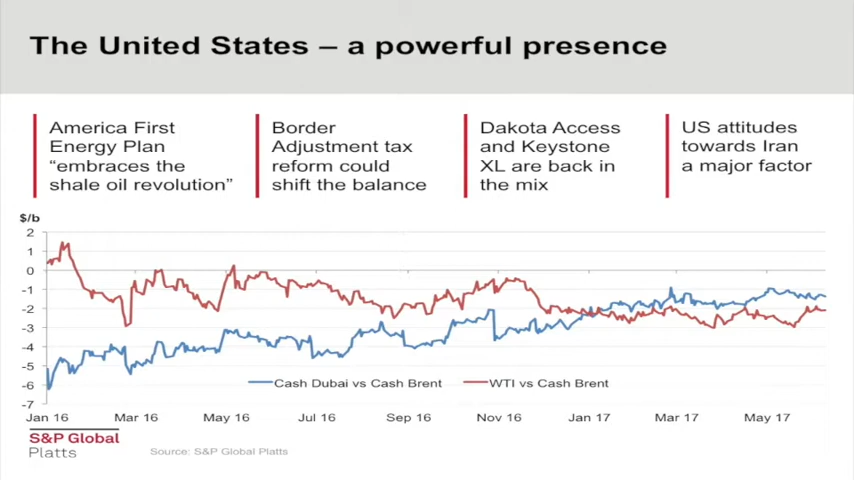 The United States – a powerful presence
America First
Energy Plan
“embraces the
shale oil revolution”
Border
Adjustment tax
reform could
shift the balance
Dakota Access
and Keystone
XL are back in
the mix
US attitudes
towards Iran
a major factor
$/b
2
1
0
-1
-2
-3
-4
-5
-6
-7
Cash Dubai vs Cash Brent
WTI vs Cash Brent
Jan 16
Mar 16
May 16
Jul 16
Sep 16
Nov 16
Jan 17
Mar 17
May 17
S&P Global
Platts
Source: S&P Global Platts